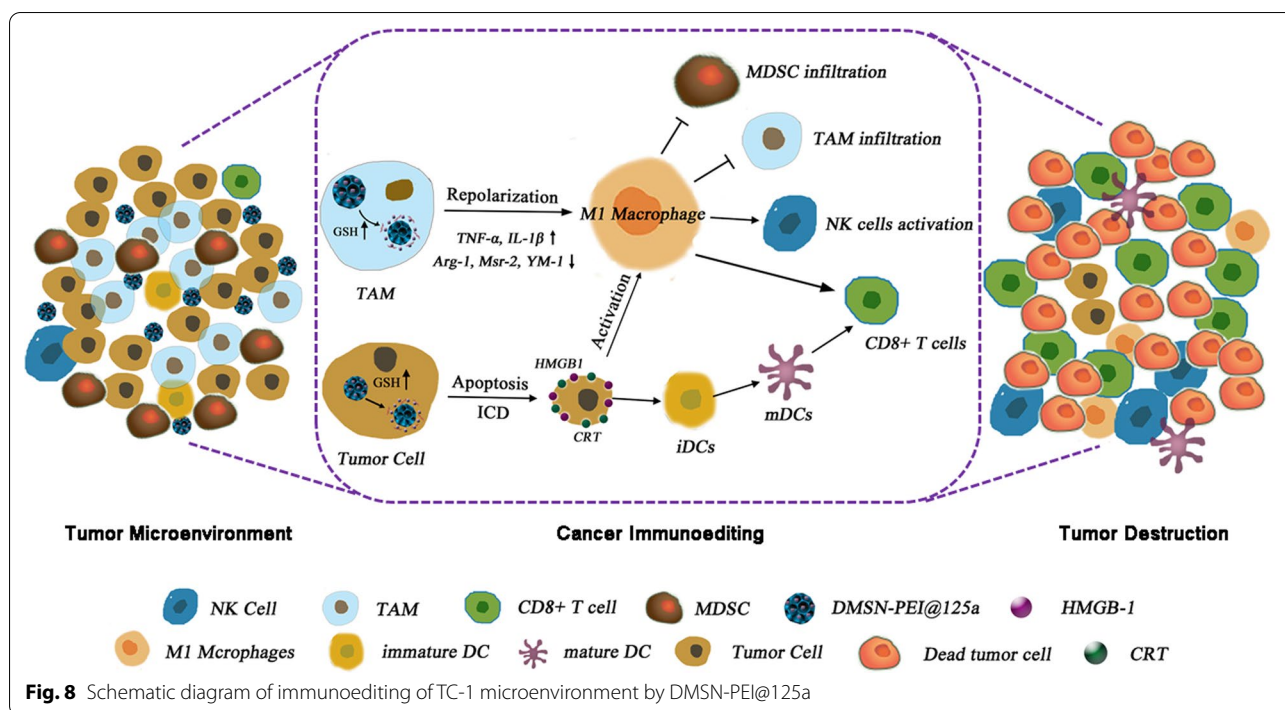 MDSC infiltration
TAM infiltration
Repolarization
GSH ↑
M1 Macrophage
NK cells activation
TNF-α, IL-1β ↑
Arg-1, Msr-2, YM-1 ↓
TAM
Activation
CD8+ T cells
HMGB1
GSH ↑
Apoptosis
ICD
mDCs
CRT
iDCs
Tumor Cell
Tumor Microenvironment
Cancer Immunoediting
Tumor Destruction
NK Cell
TAM
CD8+ T cell
MDSC
DMSN-PEI@125a
HMGB-1
M1 Mcrophages
immature DC
mature DC
Tumor Cell
Dead tumor cell
CRT
Fig. 8 Schematic diagram of immunoediting of TC-1 microenvironment by DMSN-PEI@125a